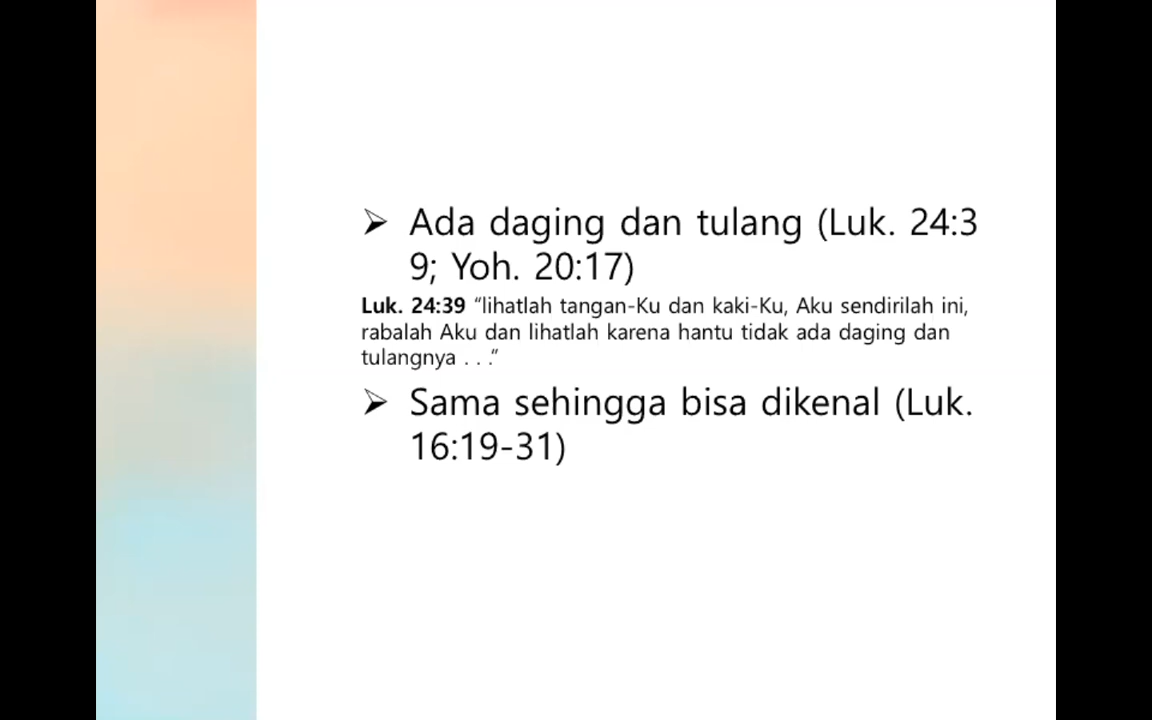 ➢ Ada daging dan tulang (Luk. 24:3
9; Yoh. 20:17)
Luk. 24:39 “lihatlah tangan-Ku dan kaki-Ku, Aku sendirilah ini,
rabalah Aku dan lihatlah karena hantu tidak ada daging dan
tulangnya . . .”
➢ Sama sehingga bisa dikenal (Luk.
16:19-31)